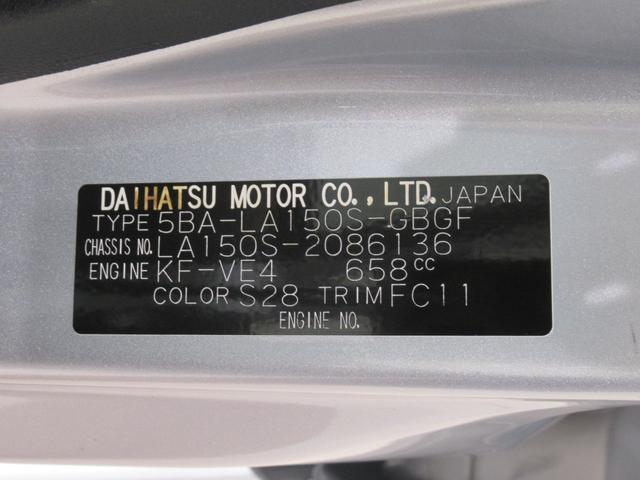 DAIHATSU MOTOR CO., LTD. JAPAN
TYPE 5BA-LA150S-GBGF
CHASSIS NO. LA150S-2086136
ENGINE KF-VE4 658cc
COLOR S28 TRIM FC11
ENGINE NO.